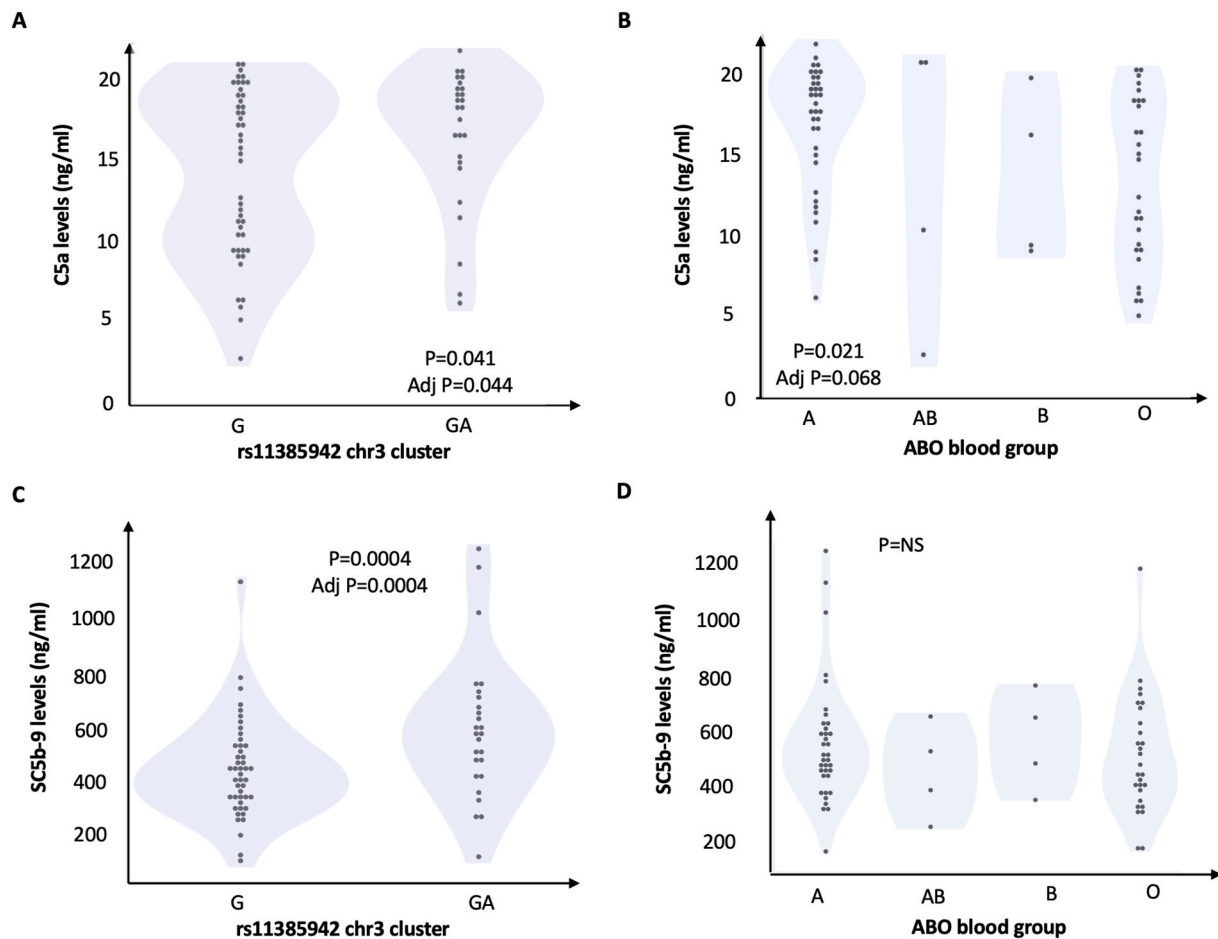 A
C5a levels (ng/ml)
20
15
10
5
0
P=0.041
Adj P=0.044
G
GA
rs11385942 chr3 cluster
B
C5a levels (ng/ml)
20
15
10
5
0
P=0.021
Adj P=0.068
A
AB
B
O
ABO blood group
C
SC5b-9 levels (ng/ml)
1200
1000
800
600
400
200
P=0.0004
Adj P=0.0004
G
GA
rs11385942 chr3 cluster
D
SC5b-9 levels (ng/ml)
1200
1000
800
600
400
200
P=NS
A
AB
B
O
ABO blood group